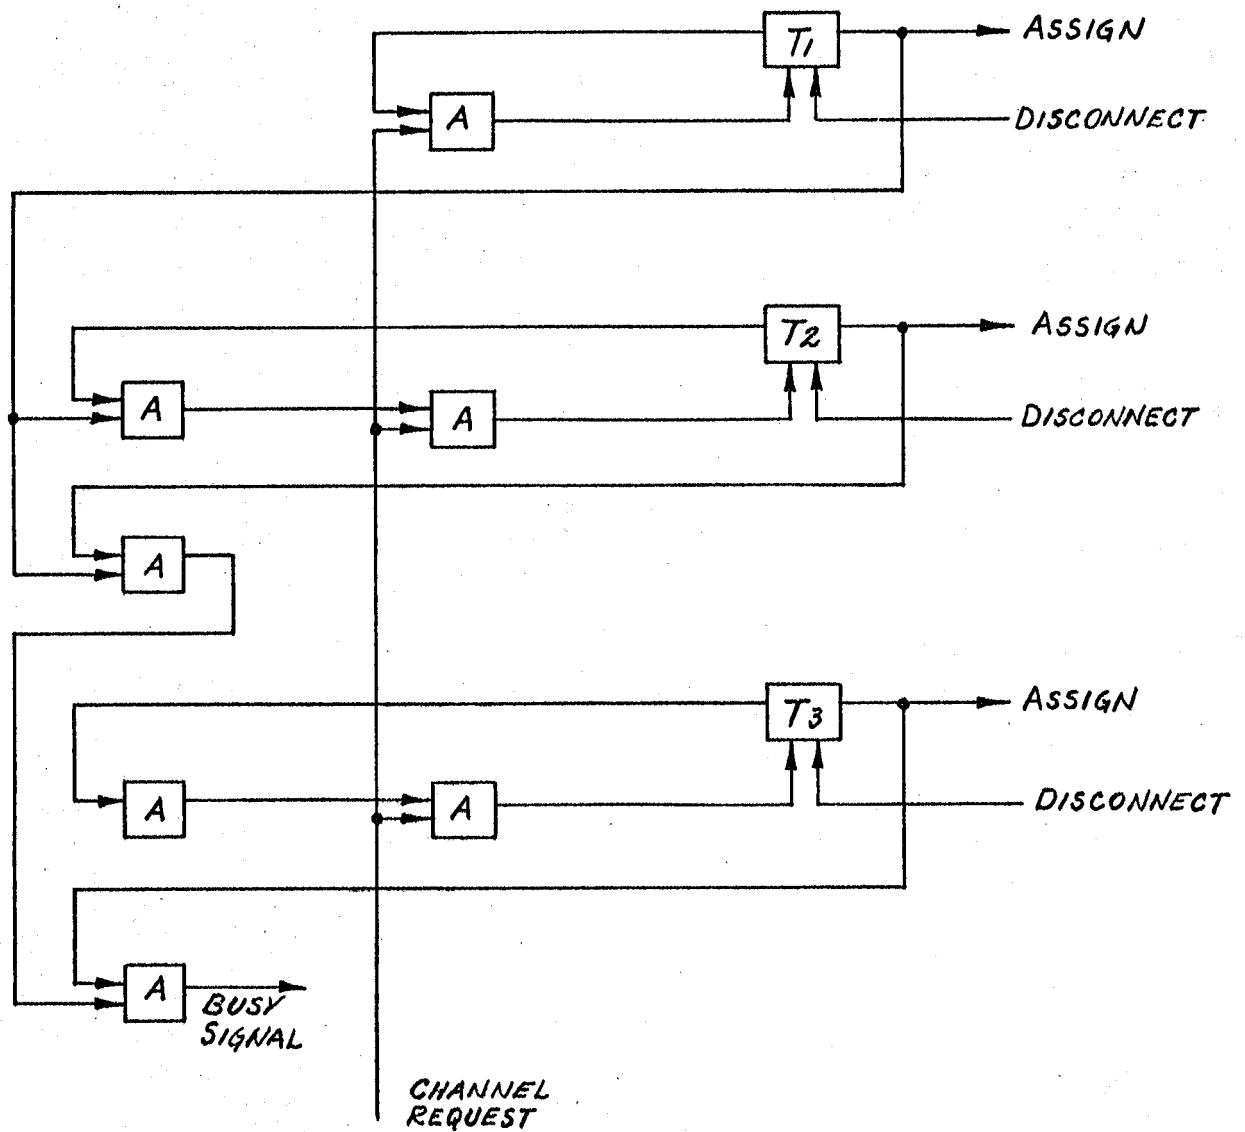 T1
ASSIGN
A
DISCONNECT
T2
ASSIGN
A
A
DISCONNECT
A
T3
ASSIGN
A
A
DISCONNECT
A
BUSY
SIGNAL
CHANNEL
REQUEST